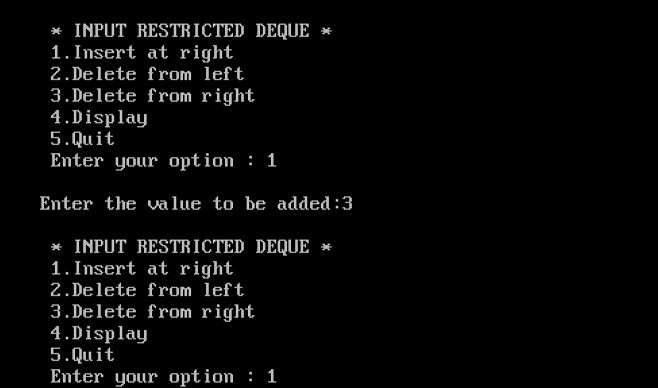 * INPUT RESTRICTED DEQUE *
1.Insert at right
2.Delete from left
3.Delete from right
4.Display
5.Quit
Enter your option : 1
Enter the value to be added:3
* INPUT RESTRICTED DEQUE *
1.Insert at right
2.Delete from left
3.Delete from right
4.Display
5.Quit
Enter your option : 1